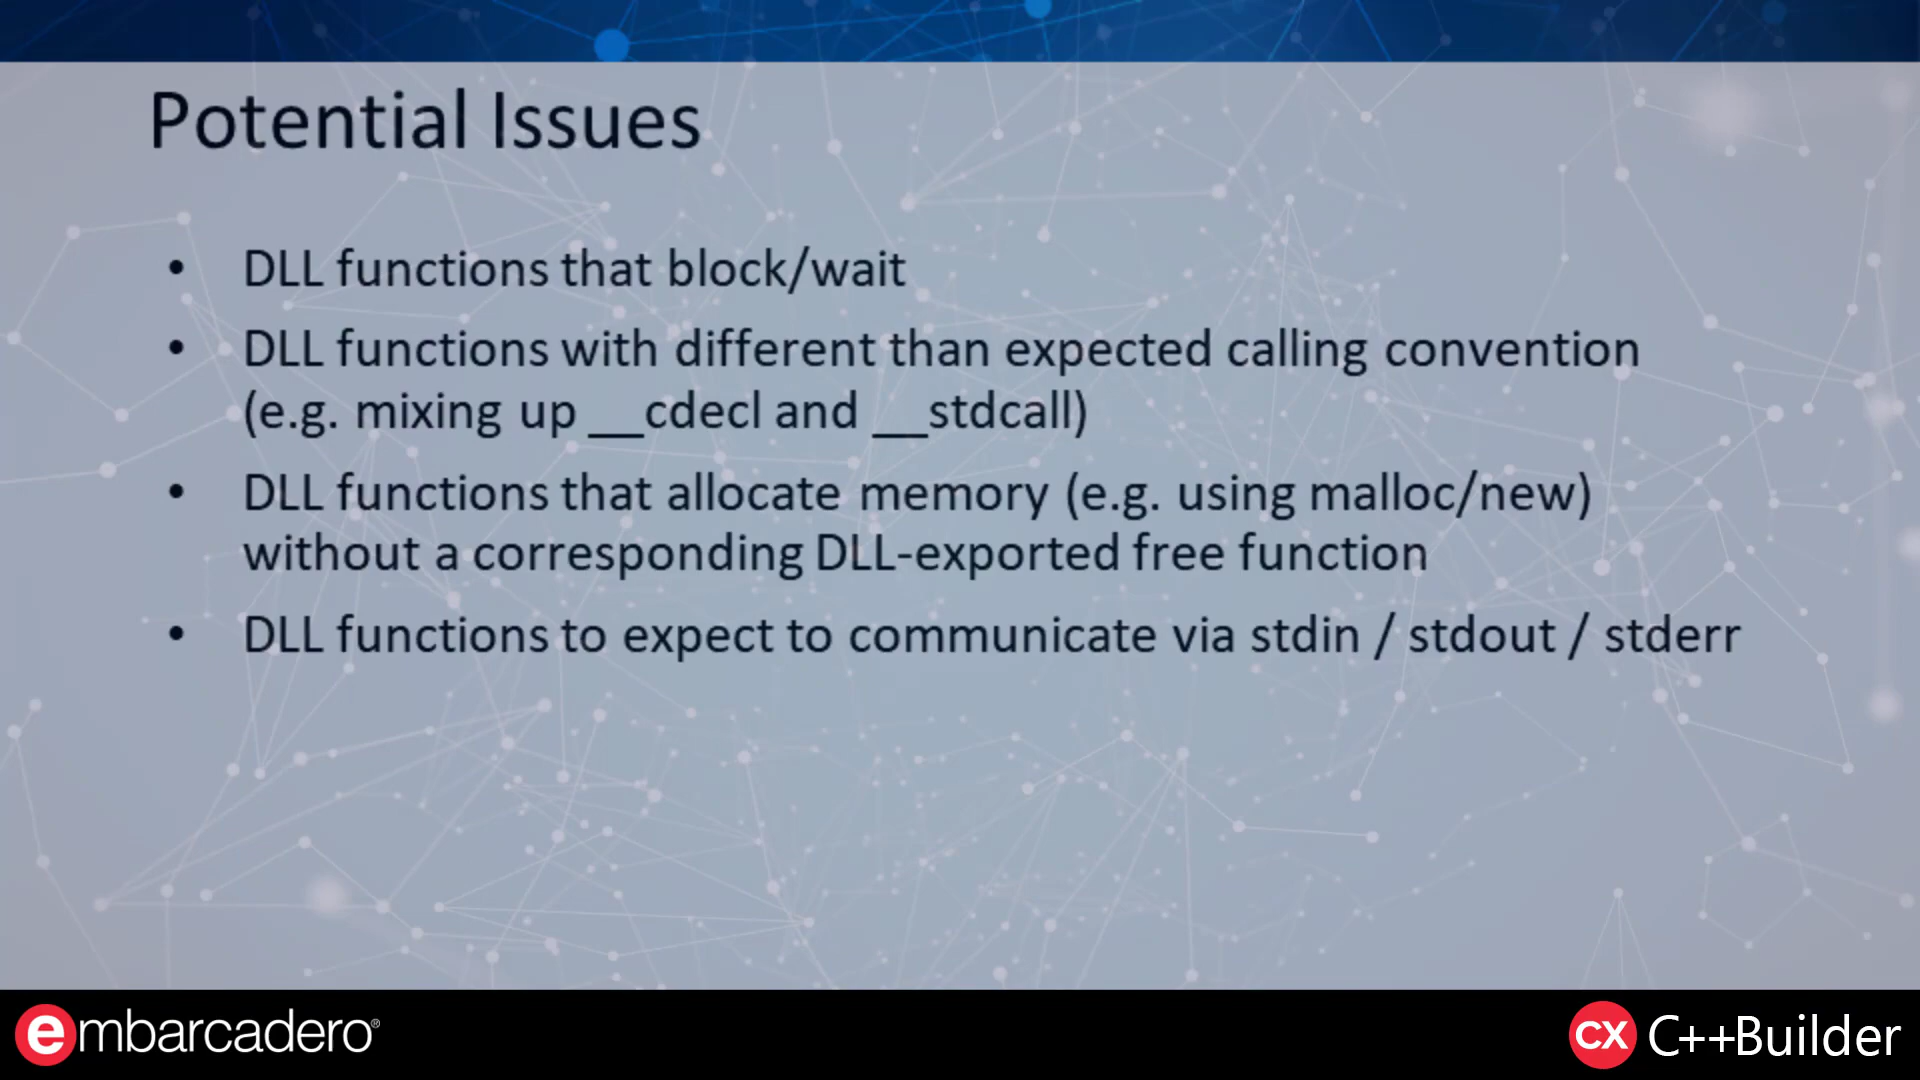 Potential Issues
• DLL functions that block/wait
• DLL functions with different than expected calling convention
(e.g. mixing up __cdecl and __stdcall)
• DLL functions that allocate memory (e.g. using malloc/new)
without a corresponding DLL-exported free function
• DLL functions to expect to communicate via stdin / stdout / stderr
embarcadero®
CX C++Builder